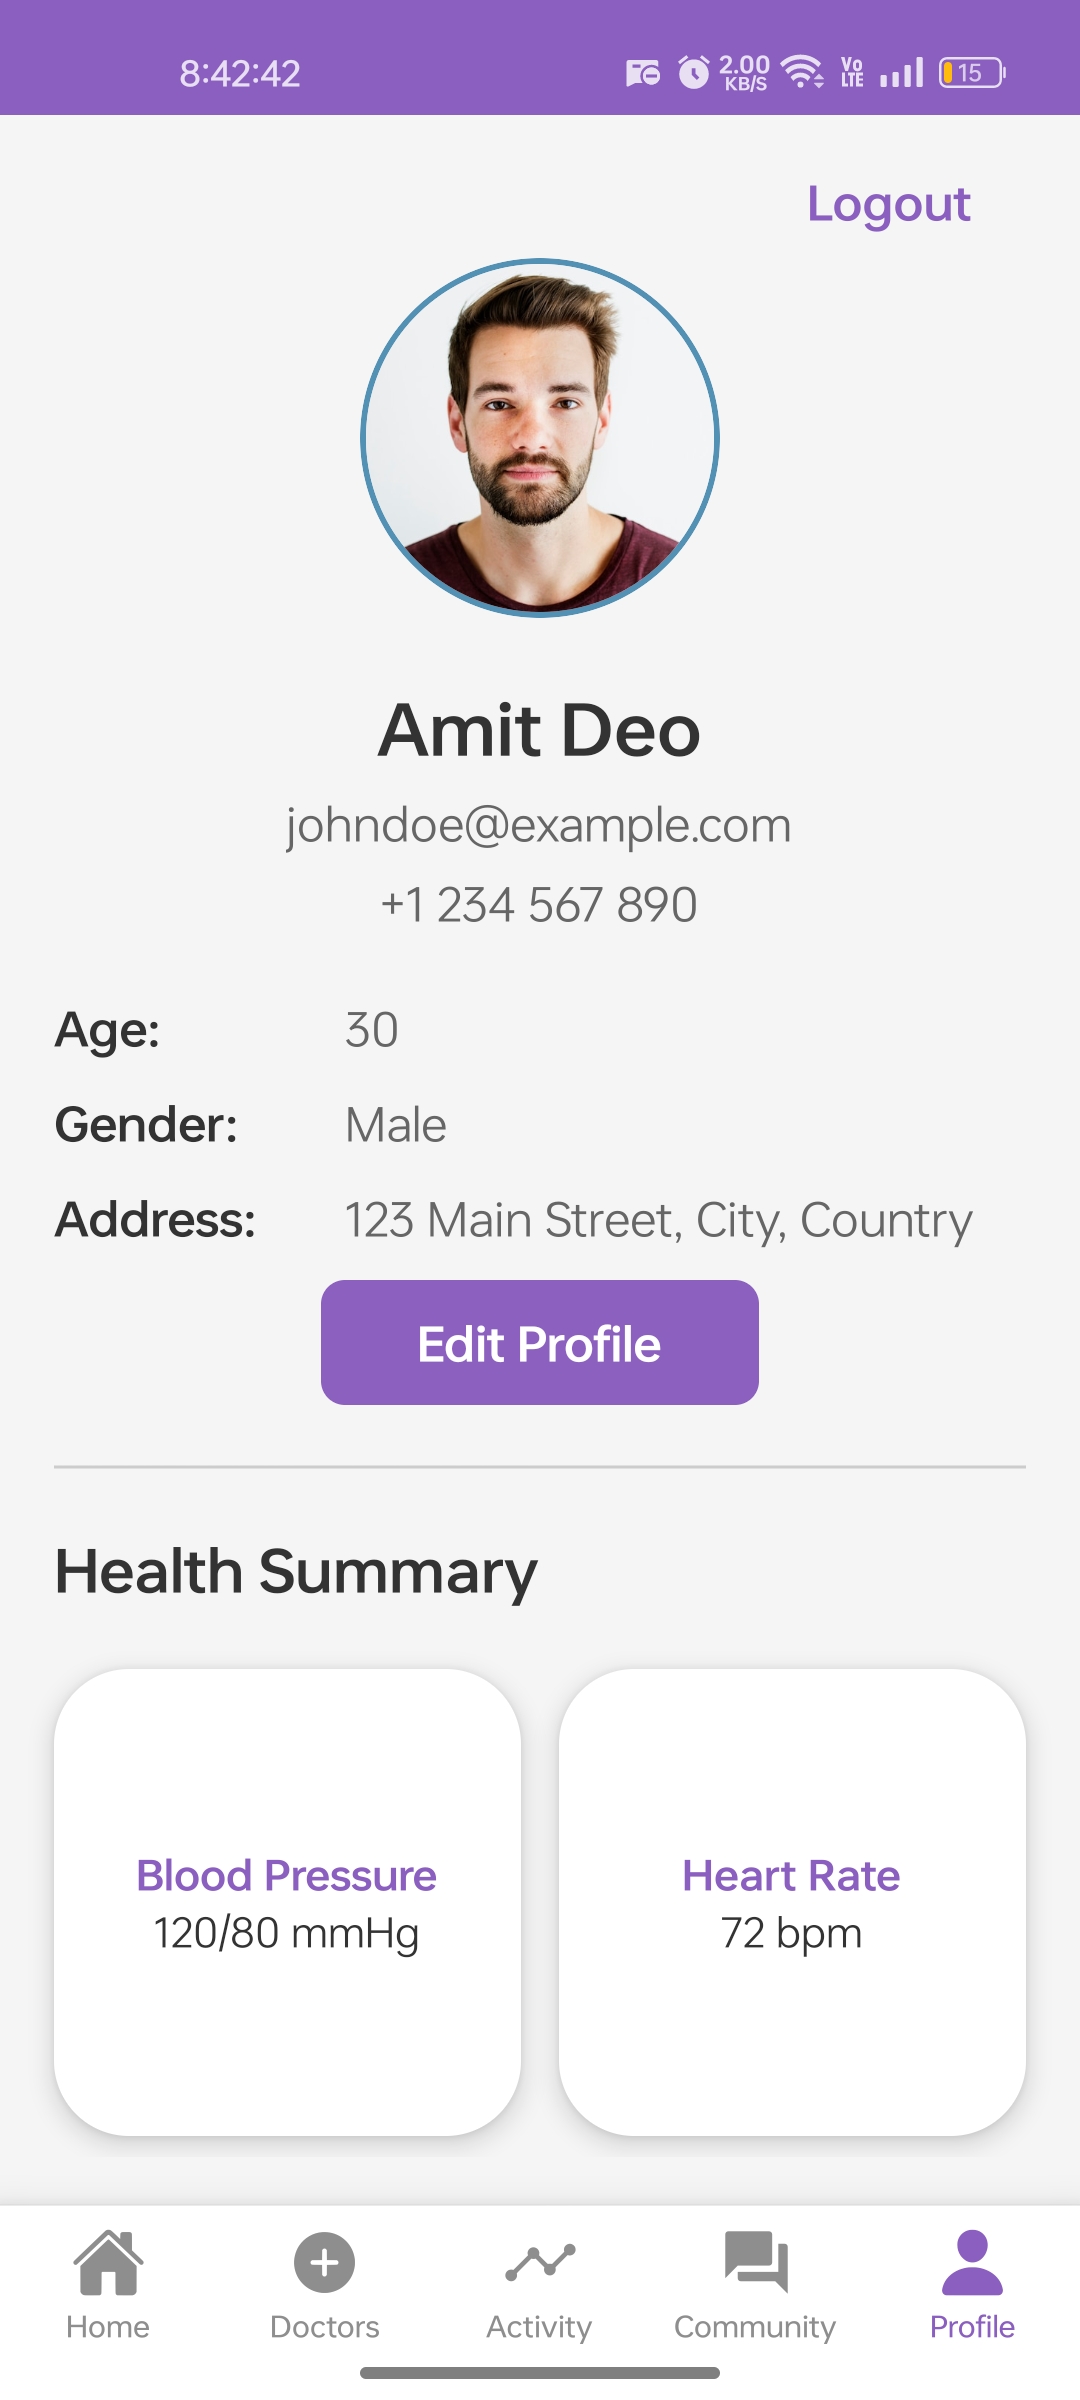 8:42:42
2.00
KB/S
Vo
LTE
15
Logout
Amit Deo
johndoe@example.com
+1 234 567 890
Age: 30
Gender: Male
Address: 123 Main Street, City, Country
Edit Profile
Health Summary
Blood Pressure
120/80 mmHg
Heart Rate
72 bpm
Home Doctors Activity Community Profile